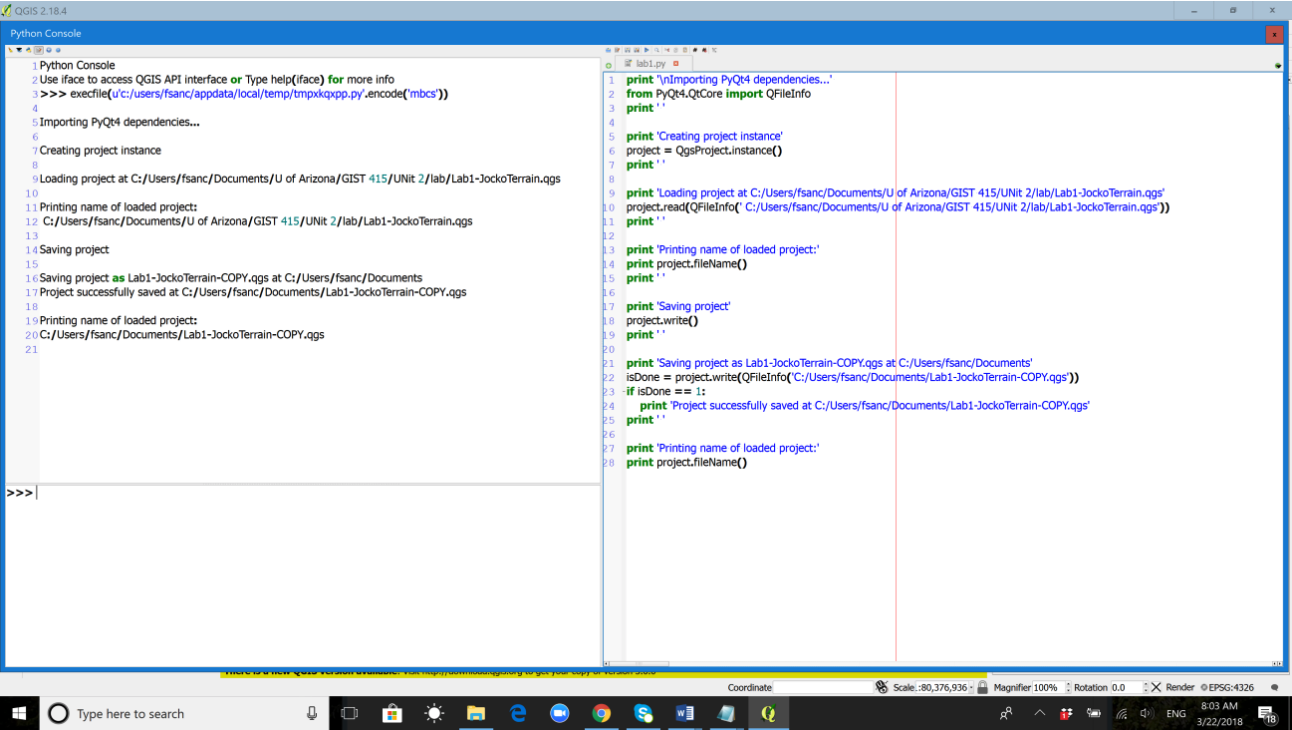 QGIS 2.18.4
Python Console
1 Python Console
2 Use iface to access QGIS API interface or Type help(iface) for more info
3 >>> execfile(u'c:/users/fsanc/appdata/local/temp/tmpxkqxpp.py'.encode('mbcs'))
4
5 Importing PyQt4 dependencies...
6
7 Creating project instance
8
9 Loading project at C:/Users/fsanc/Documents/U of Arizona/GIST 415/UNit 2/lab/Lab1-JockoTerrain.qgs
10
11 Printing name of loaded project:
12 C:/Users/fsanc/Documents/U of Arizona/GIST 415/UNit 2/lab/Lab1-JockoTerrain.qgs
13
14 Saving project
15
16 Saving project as Lab1-JockoTerrain-COPY.qgs at C:/Users/fsanc/Documents
17 Project successfully saved at C:/Users/fsanc/Documents/Lab1-JockoTerrain-COPY.qgs
18
19 Printing name of loaded project:
20 C:/Users/fsanc/Documents/Lab1-JockoTerrain-COPY.qgs
21
>>>
lab1.py
1 print '\nImporting PyQt4 dependencies...'
2 from PyQt4.QtCore import QFileInfo
3 print ' '
4
5 print 'Creating project instance'
6 project = QgsProject.instance()
7 print ' '
8
9 print 'Loading project at C:/Users/fsanc/Documents/U of Arizona/GIST 415/UNit 2/lab/Lab1-JockoTerrain.qgs'
10 project.read(QFileInfo(' C:/Users/fsanc/Documents/U of Arizona/GIST 415/UNit 2/lab/Lab1-JockoTerrain.qgs'))
11 print ' '
12
13 print 'Printing name of loaded project:'
14 print project.fileName()
15 print ' '
16
17 print 'Saving project'
18 project.write()
19 print ' '
20
21 print 'Saving project as Lab1-JockoTerrain-COPY.qgs at C:/Users/fsanc/Documents'
22 isDone = project.write(QFileInfo('C:/Users/fsanc/Documents/Lab1-JockoTerrain-COPY.qgs'))
23 if isDone == 1:
24 print 'Project successfully saved at C:/Users/fsanc/Documents/Lab1-JockoTerrain-COPY.qgs'
25 print ' '
26
27 print 'Printing name of loaded project:'
28 print project.fileName()
There is a new QGIS version available: Visit http://download.qgis.org to get your copy of version 3.0.0
Coordinate Scale :80,376,936 Magnifier 100% Rotation 0.0 Render EPSG:4326
Type here to search
ENG
8:03 AM
3/22/2018
18